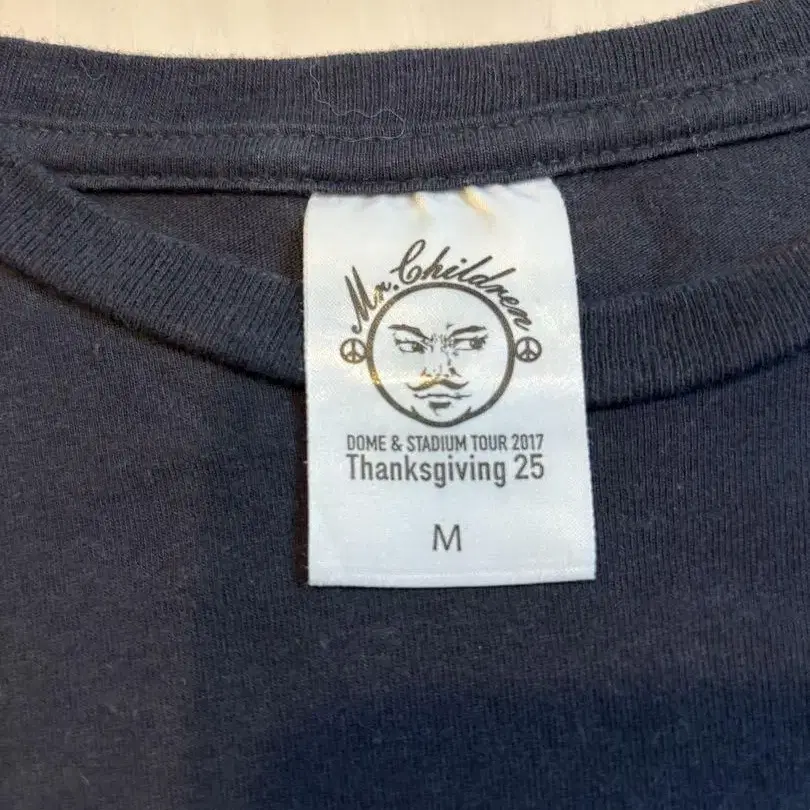 Mr.Children
DOME & STADIUM TOUR 2017
Thanksgiving 25
M